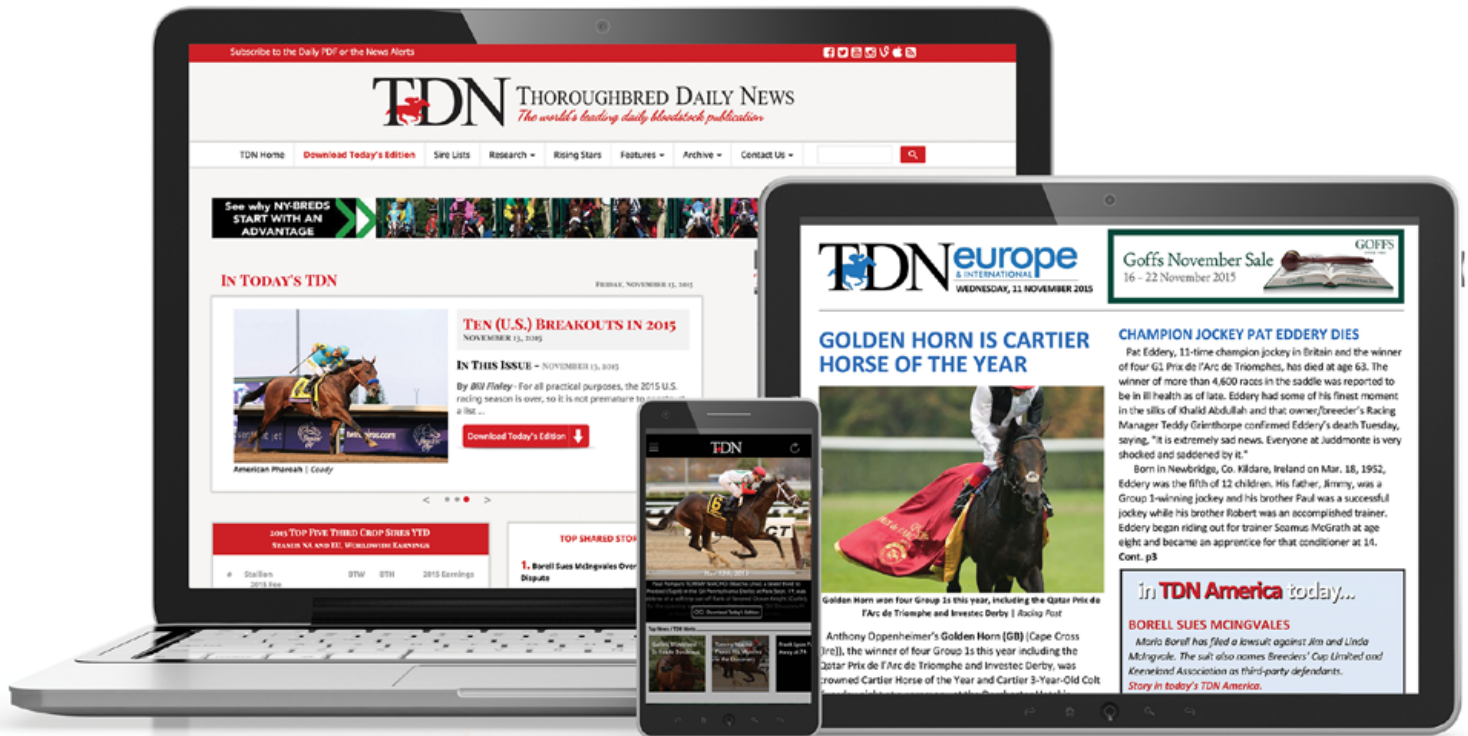 Subscribe to the Daily PDF or the News Alerts
TDN THOROUGHBRED DAILY NEWS
The world's leading daily bloodstock publication
TDN Home Download Today's Edition Sire Lists Research Rising Stars Features Archive Contact Us
See why NY-BREDS
START WITH AN
ADVANTAGE
IN TODAY'S TDN
FRIDAY, NOVEMBER 13, 2015
TEN (U.S.) BREAKOUTS IN 2015
NOVEMBER 13, 2015
IN THIS ISSUE – NOVEMBER 13, 2015
By Bill Finley - For all practical purposes, the 2015 U.S.
racing season is over, so it is not premature to
a list ...
Download Today's Edition
American Pharoah | Coady
< >
2015 TOP FIVE THIRD CROP SIRES YTD
STANDS NA AND EU, WORLDWIDE EARNINGS
# Stallion BTW BTH 2015 Earnings
2015 Fee
TOP SHARED
1. Borell Sues McIngvales Over
Dispute
TDN
6
Download Today's Edition
TDN europe
& INTERNATIONAL
WEDNESDAY, 11 NOVEMBER 2015
GOFFS
Goffs November Sale
16 – 22 November 2015
GOLDEN HORN IS CARTIER
HORSE OF THE YEAR
Golden Horn won four Group 1s this year, including the Qatar Prix de
l'Arc de Triomphe and Investec Derby | Racing Post
Anthony Oppenheimer's Golden Horn (GB) (Cape Cross
{Ire}), the winner of four Group 1s this year including the
Qatar Prix de l'Arc de Triomphe and Investec Derby, was
crowned Cartier Horse of the Year and Cartier 3-Year-Old Colt
CHAMPION JOCKEY PAT EDDERY DIES
Pat Eddery, 11-time champion jockey in Britain and the winner
of four G1 Prix de l'Arc de Triomphes, has died at age 63. The
winner of more than 4,600 races in the saddle was reported to
be in ill health as of late. Eddery had some of his finest moment
in the silks of Khalid Abdullah and that owner/breeder's Racing
Manager Teddy Grimthorpe confirmed Eddery's death Tuesday,
saying, "It is extremely sad news. Everyone at Juddmonte is very
shocked and saddened by it."
Born in Newbridge, Co. Kildare, Ireland on Mar. 18, 1952,
Eddery was the fifth of 12 children. His father, Jimmy, was a
Group 1-winning jockey and his brother Paul was a successful
jockey while his brother Robert was an accomplished trainer.
Eddery began riding out for trainer Seamus McGrath at age
eight and became an apprentice for that conditioner at 14.
Cont. p3
in TDN America today...
BORELL SUES MCINGVALES
Maria Borell has filed a lawsuit against Jim and Linda
McIngvale. The suit also names Breeders' Cup Limited and
Keeneland Association as third-party defendants.
Story in today's TDN America.